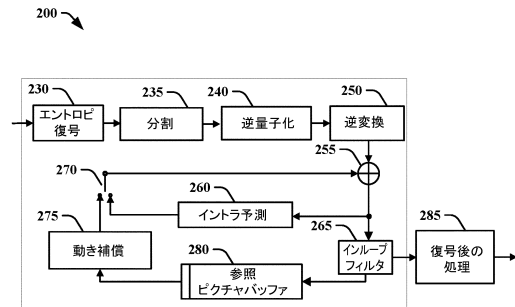 200
230
235
240
250
エントロピ
復号
分割
逆量子化
逆変換
255
270
260
イントラ予測
275
265
285
動き補償
280
インループ
フィルタ
復号後の
処理
参照
ピクチャバッファ